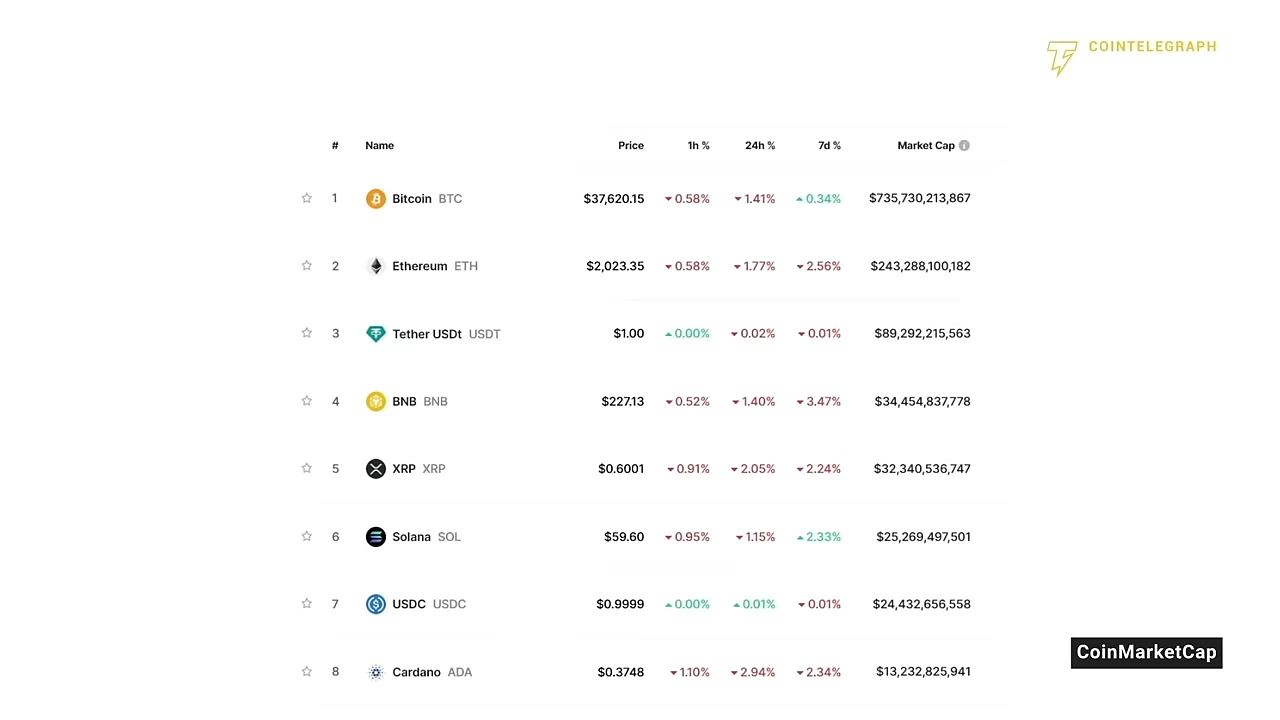 COINTELEGRAPH
# Name Price 1h % 24h % 7d % Market Cap
1 Bitcoin BTC $37,620.15 0.58% 1.41% 0.34% $735,730,213,867
2 Ethereum ETH $2,023.35 0.58% 1.77% 2.56% $243,288,100,182
3 Tether USDt USDT $1.00 0.00% 0.02% 0.01% $89,292,215,563
4 BNB BNB $227.13 0.52% 1.40% 3.47% $34,454,837,778
5 XRP XRP $0.6001 0.91% 2.05% 2.24% $32,340,536,747
6 Solana SOL $59.60 0.95% 1.15% 2.33% $25,269,497,501
7 USDC USDC $0.9999 0.00% 0.01% 0.01% $24,432,656,558
8 Cardano ADA $0.3748 1.10% 2.94% 2.34% $13,232,825,941
CoinMarketCap